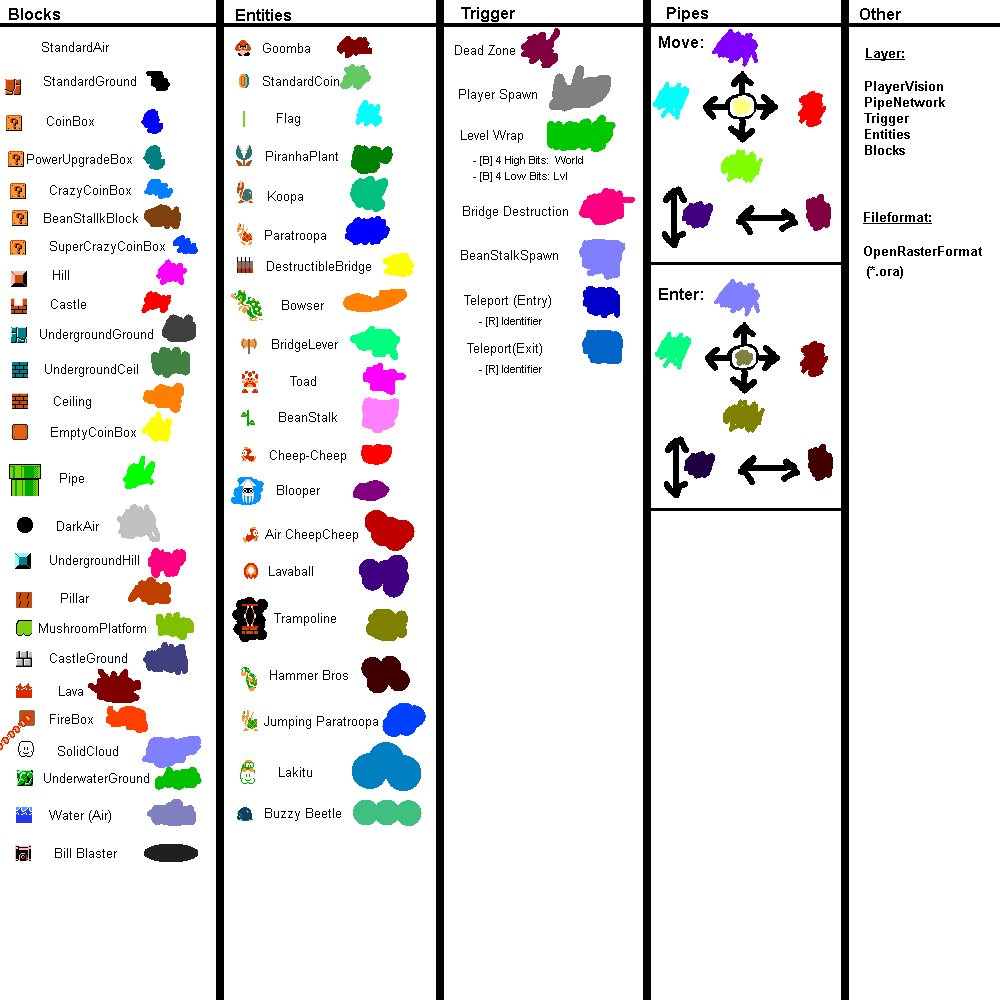 Blocks
StandardAir
StandardGround
CoinBox
PowerUpgradeBox
CrazyCoinBox
BeanStallkBlock
SuperCrazyCoinBox
Hill
Castle
UndergroundGround
UndergroundCeil
Ceiling
EmptyCoinBox
Pipe
DarkAir
UndergroundHill
Pillar
MushroomPlatform
CastleGround
Lava
FireBox
SolidCloud
UnderwaterGround
Water (Air)
Bill Blaster
Entities
Goomba
StandardCoin
Flag
PiranhaPlant
Koopa
Paratroopa
DestructibleBridge
Bowser
BridgeLever
Toad
BeanStalk
Cheep-Cheep
Blooper
Air CheepCheep
Lavaball
Trampoline
Hammer Bros
Jumping Paratroopa
Lakitu
Buzzy Beetle
Trigger
Dead Zone
Player Spawn
Level Wrap
- [B] 4 High Bits: World
- [B] 4 Low Bits: Lvl
Bridge Destruction
BeanStalkSpawn
Teleport (Entry)
- [R] Identifier
Teleport(Exit)
- [R] Identifier
Pipes
Move:
Enter:
Other
Layer:
PlayerVision
PipeNetwork
Trigger
Entities
Blocks
Fileformat:
OpenRasterFormat
(*.ora)